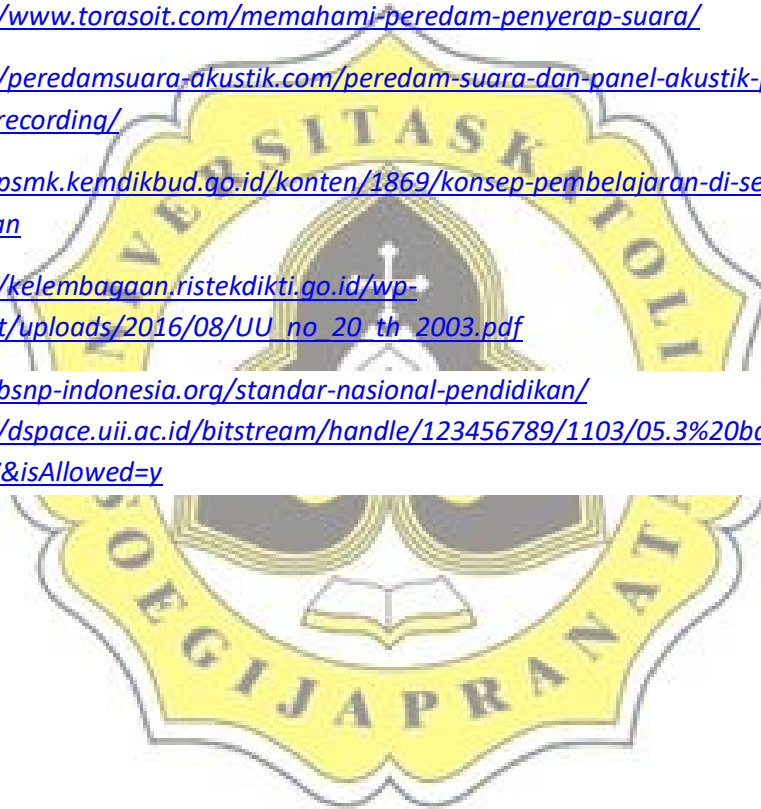 /www.torasoit.com/memahami-peredam-penyerap-suara/
/peredamsuara-akustik.com/peredam-suara-dan-panel-akustik-
recording/
psmk.kemdikbud.go.id/konten/1869/konsep-pembelajaran-di-se
an
/kelembagaan.ristekdikti.go.id/wp-
t/uploads/2016/08/UU_no_20_th_2003.pdf
bsnp-indonesia.org/standar-nasional-pendidikan/
/dspace.uii.ac.id/bitstream/handle/123456789/1103/05.3%20ba
/&isAllowed=y
UNIVERSITAS KATOLI
SOEGIJAPRANATA